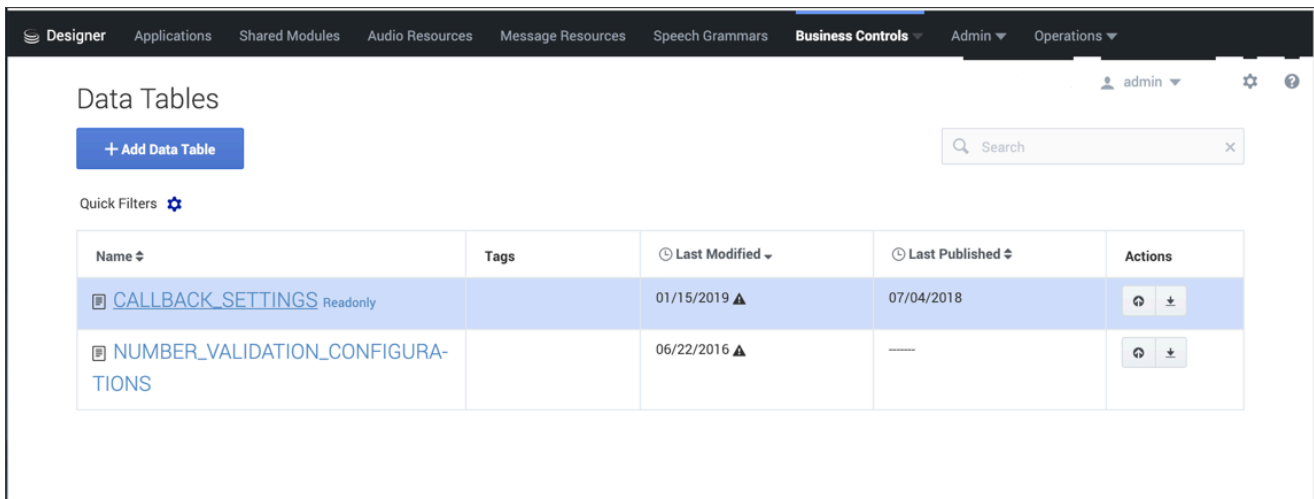 Designer Applications Shared Modules Audio Resources Message Resources Speech Grammars Business Controls Admin Operations
admin
Data Tables
+ Add Data Table
Search
Quick Filters
Name Tags Last Modified Last Published Actions
CALLBACK_SETTINGS Readonly 01/15/2019 07/04/2018
NUMBER_VALIDATION_CONFIGURA- 06/22/2016 -------
TIONS